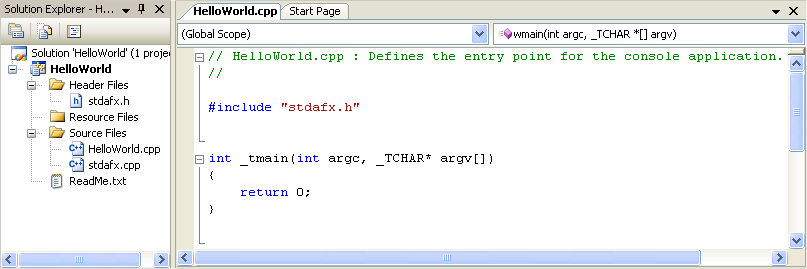 Solution Explorer - H...
Solution 'HelloWorld' (1 proje
HelloWorld
Header Files
stdafx.h
Resource Files
Source Files
HelloWorld.cpp
stdafx.cpp
ReadMe.txt
HelloWorld.cpp Start Page
(Global Scope) wmain(int argc, _TCHAR *[] argv)
// HelloWorld.cpp : Defines the entry point for the console application.
//
#include "stdafx.h"
int _tmain(int argc, _TCHAR* argv[])
{
return 0;
}